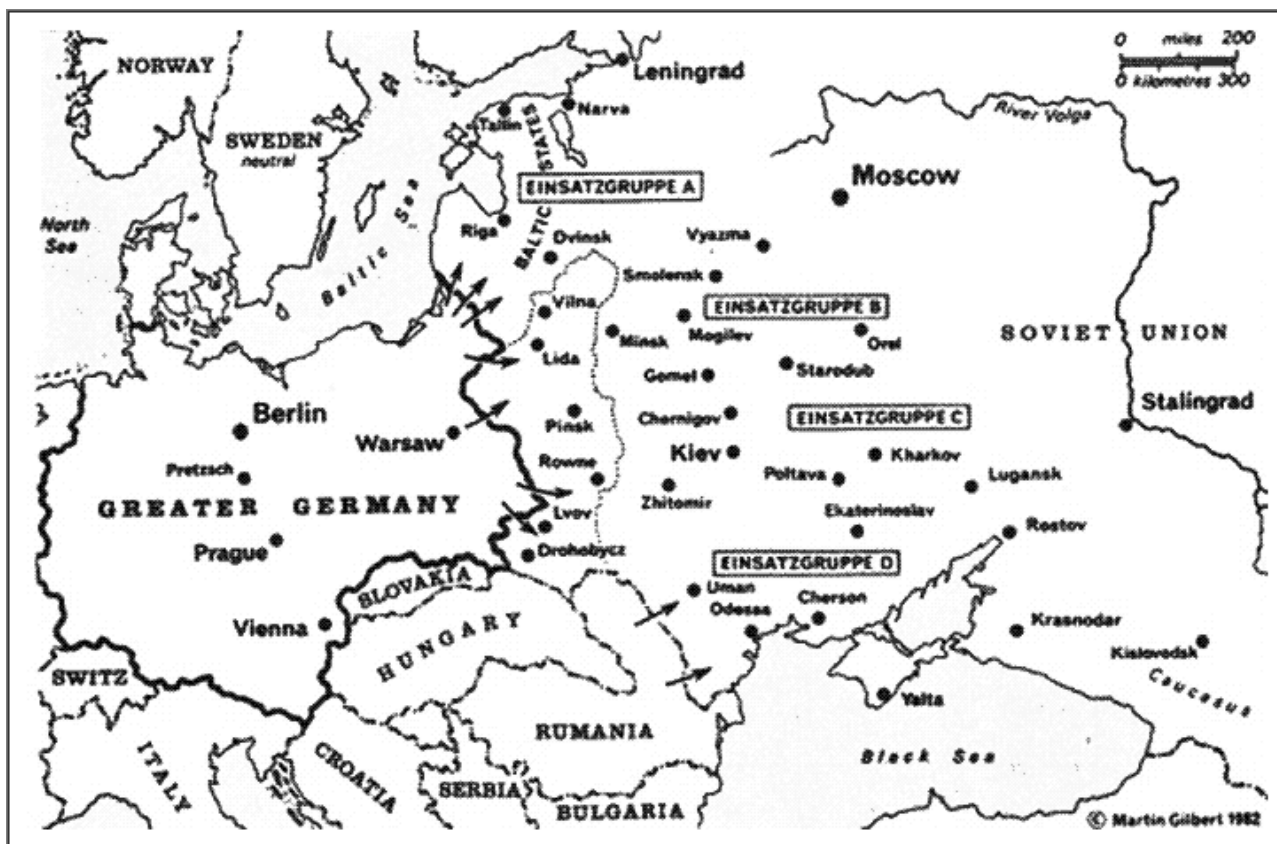 NORWAY
Leningrad
0 miles 200
0 kilometres 300
River Volga
Tallin
Narva
SWEDEN
neutral
BALTIC STATES
EINSATZGRUPPE A
Moscow
North
Sea
Baltic Sea
Riga
Dvinsk
Vyazma
Smolensk
Vilna
EINSATZGRUPPE B
Minsk
Mogilev
Orel
SOVIET UNION
Lida
Gomel
Starodub
Berlin
Stalingrad
Pinsk
Chernigov
EINSATZGRUPPE C
Warsaw
Kiev
Kharkov
Pretzsch
Rowne
Poltava
Lugansk
Zhitomir
GREATER GERMANY
Lvov
Ekaterinoslav
Rostov
Prague
Drohobycz
EINSATZGRUPPE D
SLOVAKIA
Uman
Odessa
Cherson
Vienna
HUNGARY
Krasnodar
Kislovodsk
SWITZ
Caucasus
Yalta
RUMANIA
ITALY
CROATIA
Black Sea
SERBIA
BULGARIA
© Martin Gilbert 1982